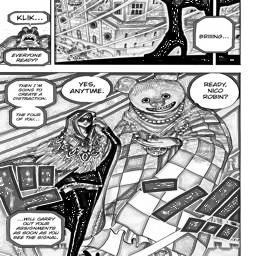 KLIK...
BRIIING...
EVERYONE
READY?
THEN I'M
GOING TO
CREATE A
DISTRACTION.
THE FOUR
OF YOU...
YES,
ANYTIME.
READY,
NICO
ROBIN?
...WILL CARRY
OUT YOUR
ASSIGNMENTS
AS SOON AS YOU
SEE THE SIGNAL.